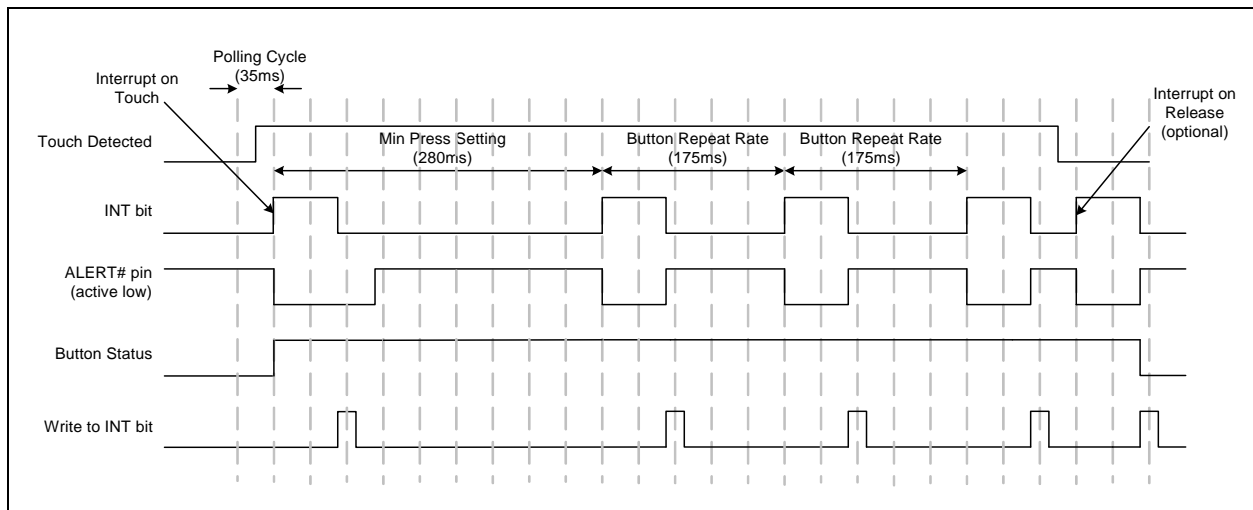 Polling Cycle
(35ms)
Interrupt on
Touch
Interrupt on
Release
(optional)
Touch Detected
Min Press Setting
(280ms)
Button Repeat Rate
(175ms)
Button Repeat Rate
(175ms)
INT bit
ALERT# pin
(active low)
Button Status
Write to INT bit